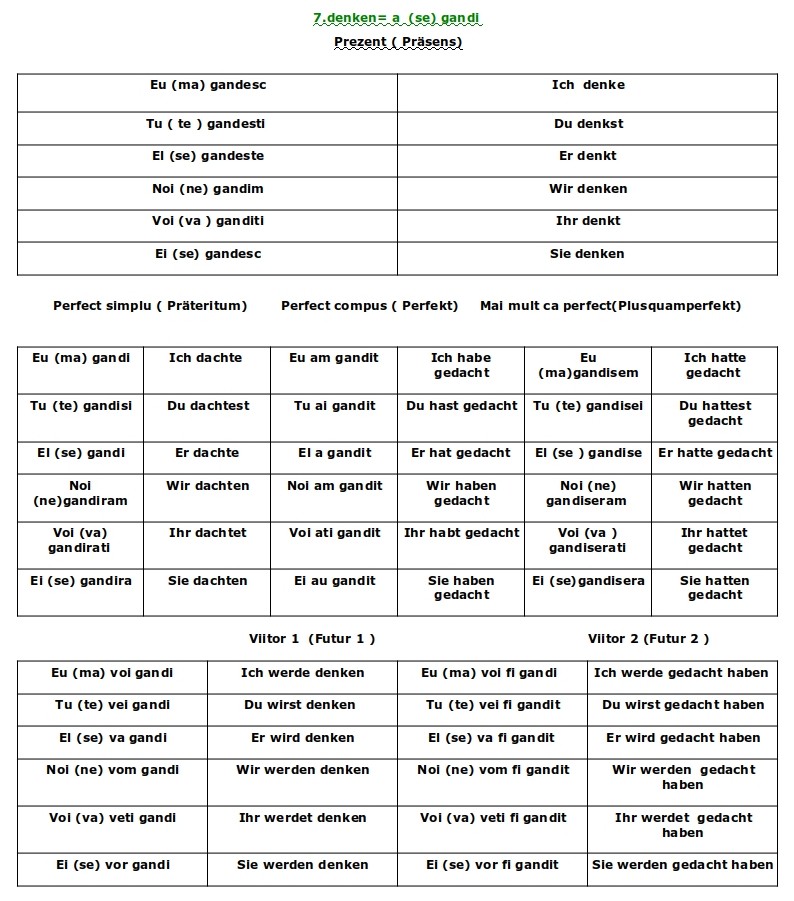 7.denken= a (se) gandi
Prezent ( Präsens)
Eu (ma) gandesc Ich denke
Tu ( te ) gandesti Du denkst
El (se) gandeste Er denkt
Noi (ne) gandim Wir denken
Voi (va ) ganditi Ihr denkt
Ei (se) gandesc Sie denken
Perfect simplu ( Präteritum) Perfect compus ( Perfekt) Mai mult ca perfect(Plusquamperfekt)
Eu (ma) gandi Ich dachte Eu am gandit Ich habe Eu Ich hatte
gedacht (ma)gandisem gedacht
Tu (te) gandisi Du dachtest Tu ai gandit Du hast gedacht Tu (te) gandisei Du hattest
gedacht
El (se) gandi Er dachte El a gandit Er hat gedacht El (se ) gandise Er hatte gedacht
Noi Wir dachten Noi am gandit Wir haben Noi (ne) Wir hatten
(ne)gandiram gedacht gandiseram gedacht
Voi (va) Ihr dachtet Voi ati gandit Ihr habt gedacht Voi (va ) Ihr hattet
gandirati gandiserati gedacht
Ei (se) gandira Sie dachten Ei au gandit Sie haben Ei (se)gandisera Sie hatten
gedacht gedacht
Viitor 1 (Futur 1 ) Viitor 2 (Futur 2 )
Eu (ma) voi gandi Ich werde denken Eu (ma) voi fi gandi Ich werde gedacht haben
Tu (te) vei gandi Du wirst denken Tu (te) vei fi gandit Du wirst gedacht haben
El (se) va gandi Er wird denken El (se) va fi gandit Er wird gedacht haben
Noi (ne) vom gandi Wir werden denken Noi (ne) vom fi gandit Wir werden gedacht
haben
Voi (va) veti gandi Ihr werdet denken Voi (va) veti fi gandit Ihr werdet gedacht
haben
Ei (se) vor gandi Sie werden denken Ei (se) vor fi gandit Sie werden gedacht haben